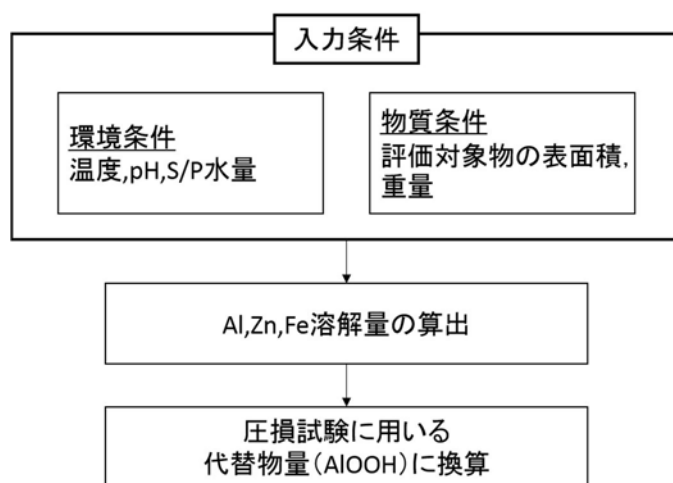 入力条件
環境条件
温度,pH,S/P水量
物質条件
評価対象物の表面積,
重量
Al,Zn,Fe溶解量の算出
圧損試験に用いる
代替物量(AlOOH)に換算